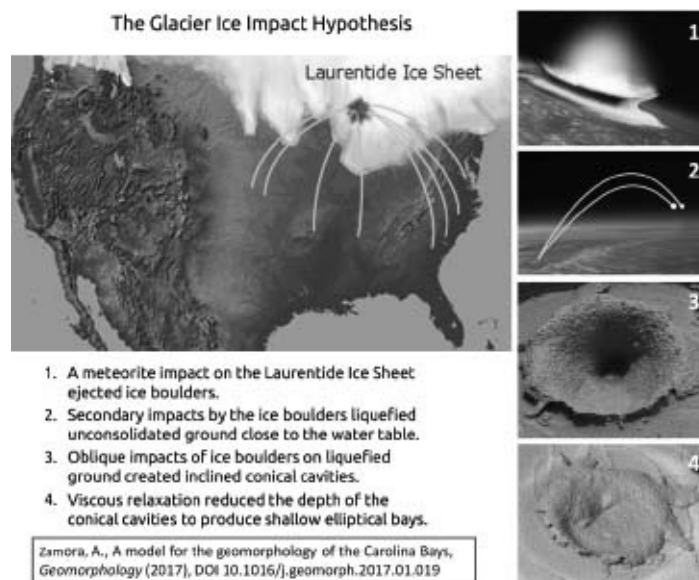 The Glacier Ice Impact Hypothesis
Laurentide Ice Sheet
1
2
3
4
1. A meteorite impact on the Laurentide Ice Sheet
ejected ice boulders.
2. Secondary impacts by the ice boulders liquefied
unconsolidated ground close to the water table.
3. Oblique impacts of ice boulders on liquefied
ground created inclined conical cavities.
4. Viscous relaxation reduced the depth of the
conical cavities to produce shallow elliptical bays.
Zamora, A., A model for the geomorphology of the Carolina Bays,
Geomorphology (2017), DOI 10.1016/j.geomorph.2017.01.019